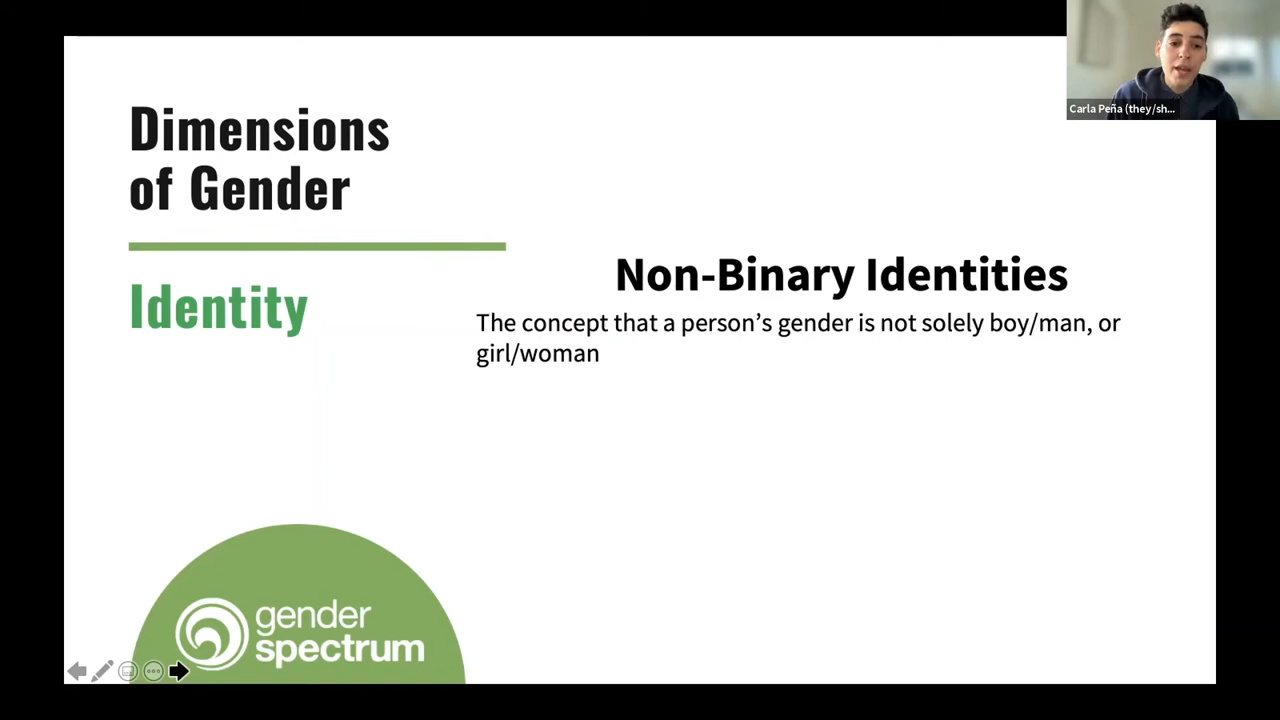 Dimensions
of Gender
Identity
Non-Binary Identities
The concept that a person’s gender is not solely boy/man, or
girl/woman
gender
spectrum
Carla Peña (they/sh...